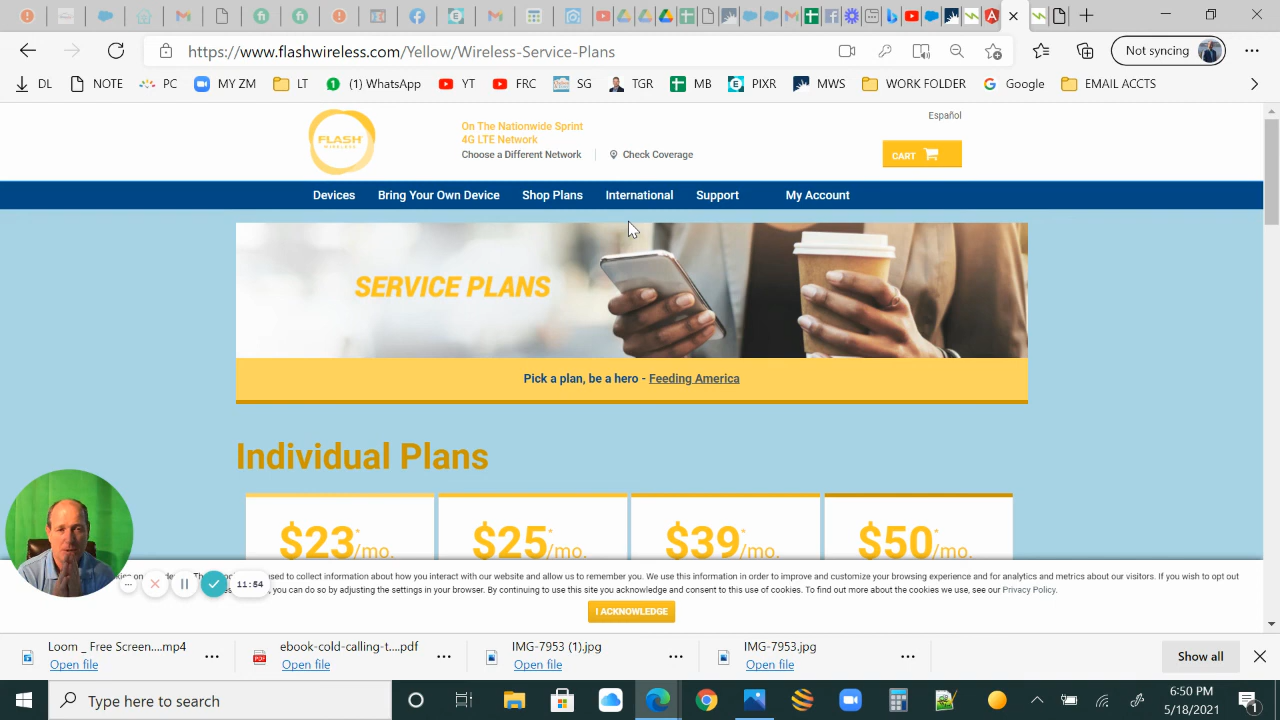 https://www.flashwireless.com/Yellow/Wireless-Service-Plans
Not syncing
DL
NOTE
PC
MY ZM
LT
(1) WhatsApp
YT
FRC
SG
TGR
MB
PIXR
MWS
WORK FOLDER
Google
EMAIL ACCTS
Español
FLASH
WIRELESS
On The Nationwide Sprint
4G LTE Network
Choose a Different Network
Check Coverage
CART
Devices
Bring Your Own Device
Shop Plans
International
Support
My Account
SERVICE PLANS
Pick a plan, be a hero - Feeding America
Individual Plans
$23*/mo.
$25*/mo.
$39*/mo.
$50*/mo.
used to collect information about how you interact with our website and allow us to remember you. We use this information in order to improve and customize your browsing experience and for analytics and metrics about our visitors. If you wish to opt
you can do so by adjusting the settings in your browser. By continuing to use this site you acknowledge and consent to this use of cookies. To find out more about the cookies we use, see our Privacy Policy.
11:54
I ACKNOWLEDGE
Loom _ Free Screen....mp4
Open file
ebook-cold-calling-t....pdf
Open file
IMG-7953 (1).jpg
Open file
IMG-7953.jpg
Open file
Show all
Type here to search
6:50 PM
5/18/2021
1